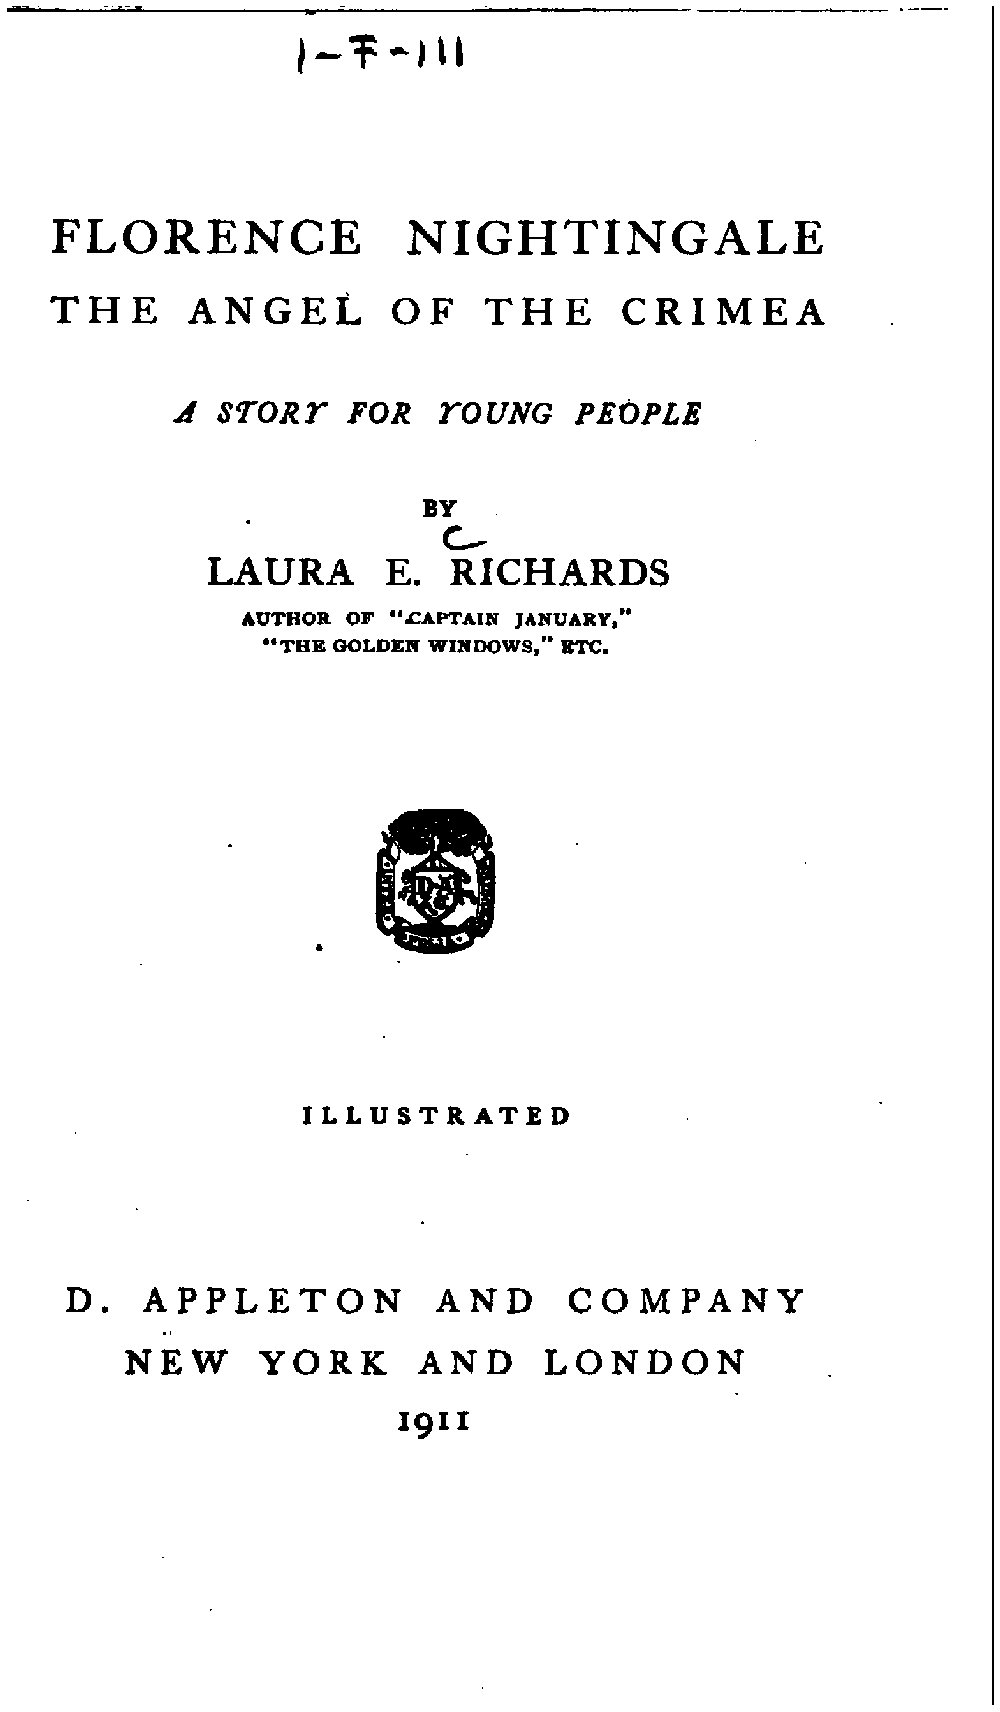 1-F-111
FLORENCE NIGHTINGALE
THE ANGEL OF THE CRIMEA
A STORY FOR YOUNG PEOPLE
BY
C
LAURA E. RICHARDS
AUTHOR OF "CAPTAIN JANUARY,"
"THE GOLDEN WINDOWS," ETC.
ILLUSTRATED
D. APPLETON AND COMPANY
NEW YORK AND LONDON
1911